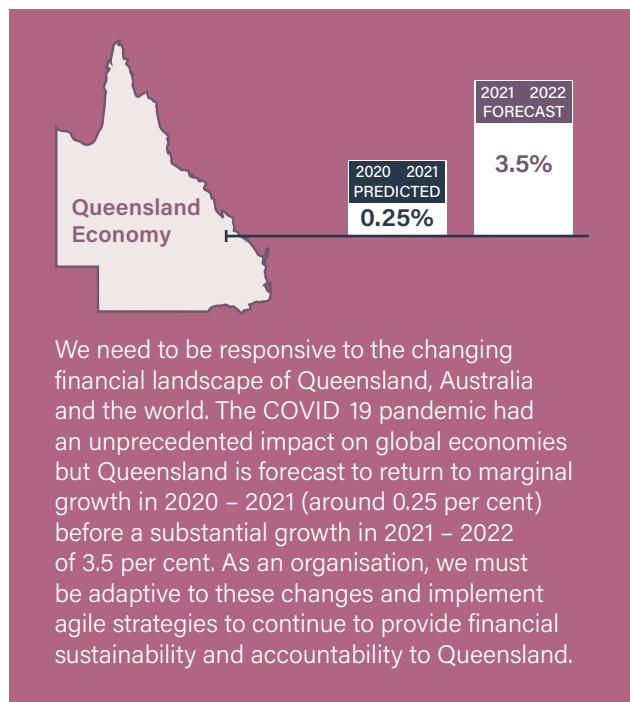 Queensland
Economy
2020 2021
PREDICTED
0.25%
2021 2022
FORECAST
3.5%
We need to be responsive to the changing
financial landscape of Queensland, Australia
and the world. The COVID 19 pandemic had
an unprecedented impact on global economies
but Queensland is forecast to return to marginal
growth in 2020 – 2021 (around 0.25 per cent)
before a substantial growth in 2021 – 2022
of 3.5 per cent. As an organisation, we must
be adaptive to these changes and implement
agile strategies to continue to provide financial
sustainability and accountability to Queensland.